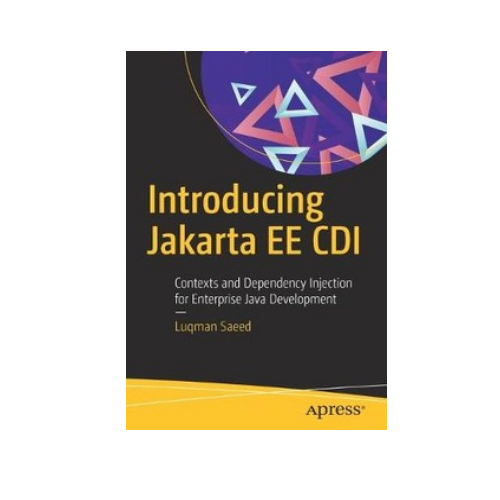 Introducing
Jakarta EE CDI
Contexts and Dependency Injection
for Enterprise Java Development
—
Luqman Saeed
Apress®